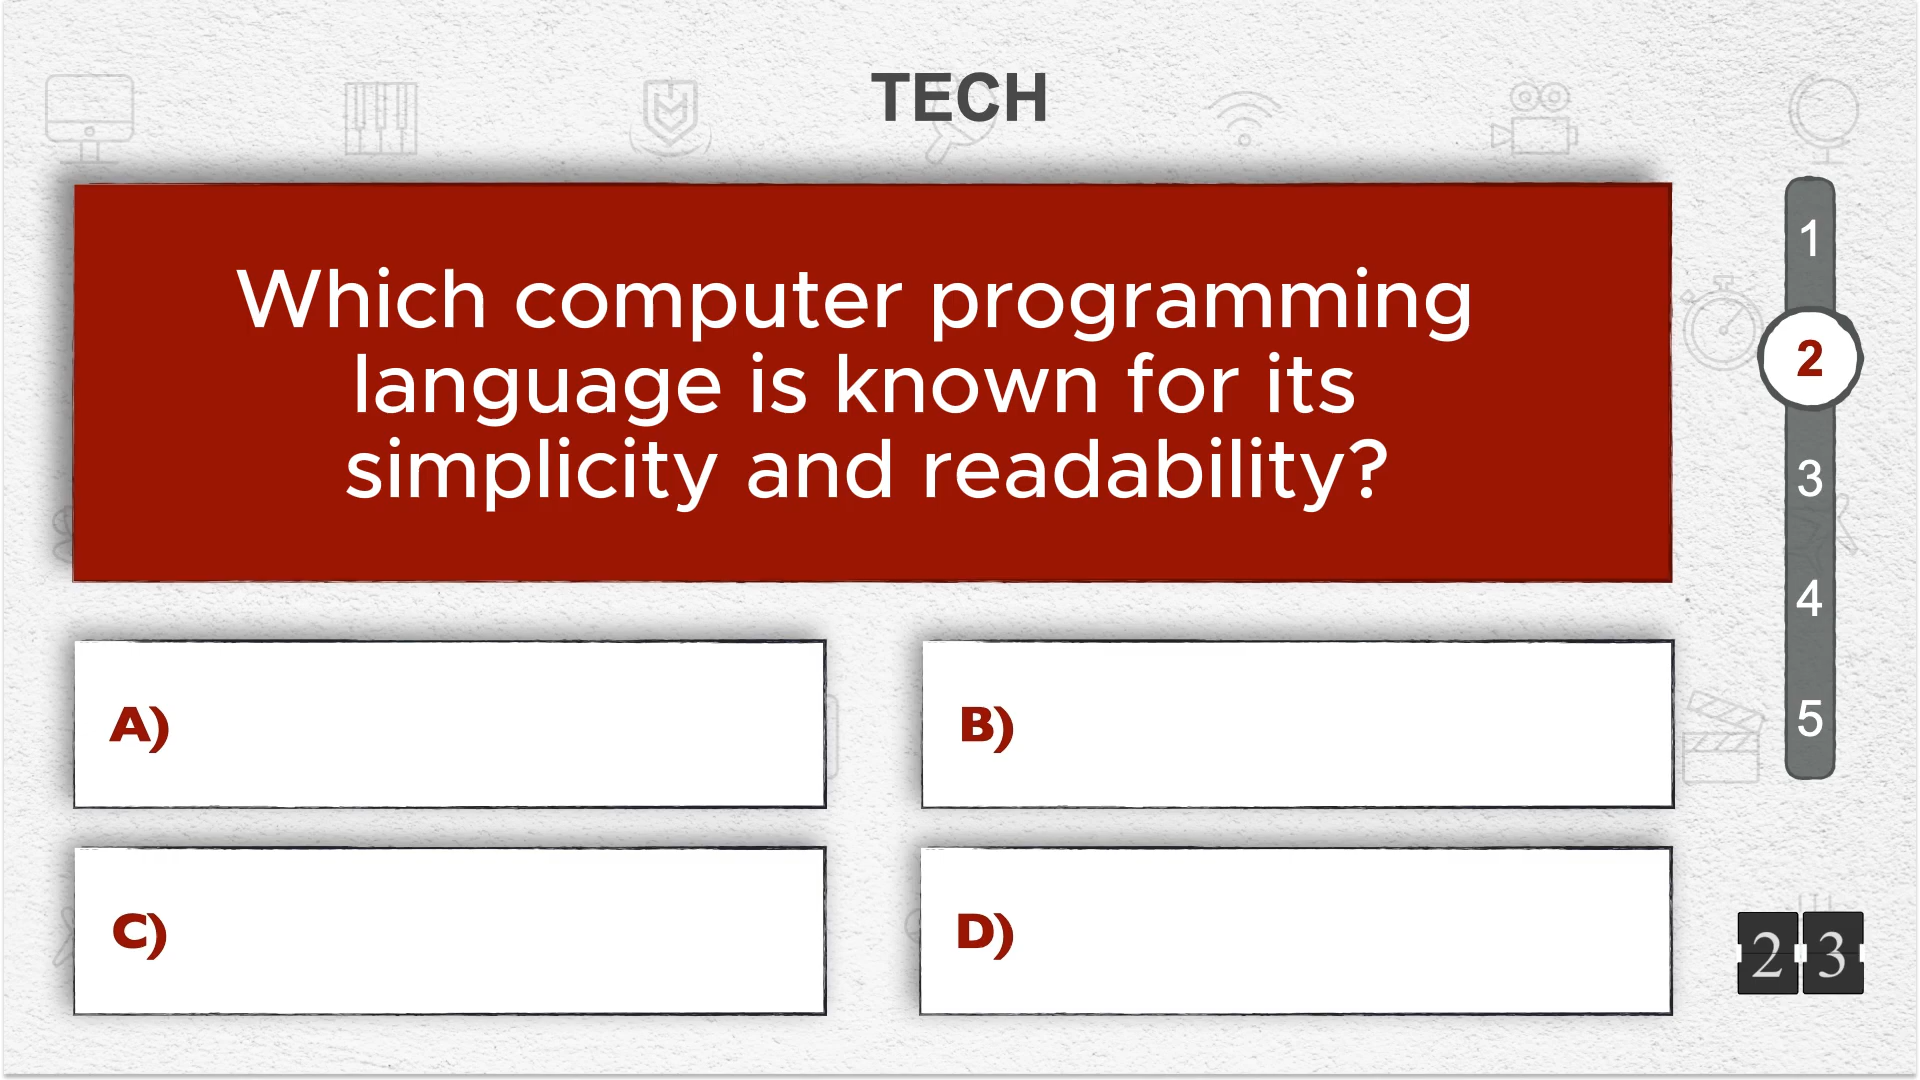 TECH
Which computer programming
language is known for its
simplicity and readability?
1
2
3
4
5
A)
B)
C)
D)
23